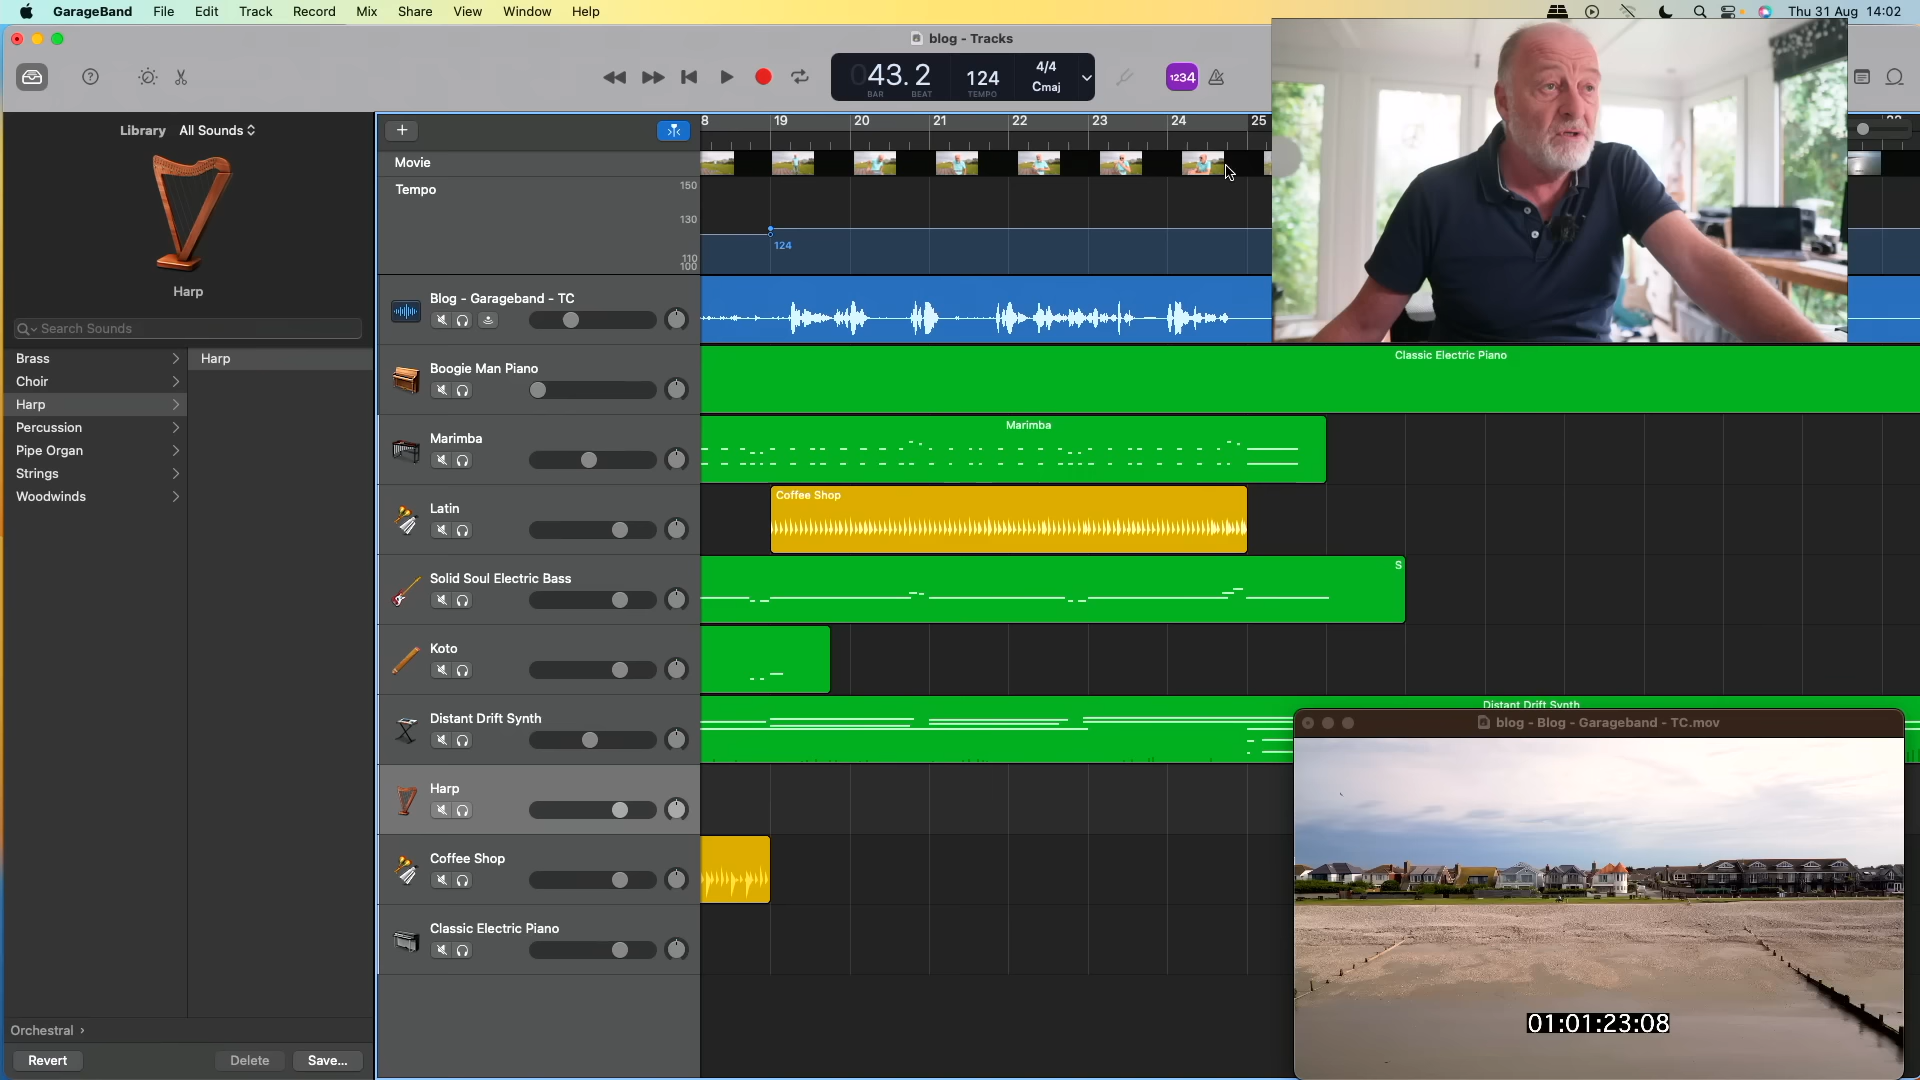 GarageBand File Edit Track Record Mix Share View Window Help Thu 31 Aug 14:02
blog - Tracks
043.2 124 4/4
Cmaj
BAR BEAT TEMPO
1234
Library All Sounds
Harp
Search Sounds
Brass Harp
Choir
Harp
Percussion
Pipe Organ
Strings
Woodwinds
Orchestral ›
Revert Delete Save...
8 19 20 21 22 23 24 25
Movie
Tempo 150
130
110
100
124
Blog - Garageband - TC
Boogie Man Piano
Classic Electric Piano
Marimba
Marimba
Latin
Coffee Shop
Solid Soul Electric Bass
S
Koto
Distant Drift Synth
Distant Drift Synth
Harp
Coffee Shop
Classic Electric Piano
blog - Blog - Garageband - TC.mov
01:01:23:08